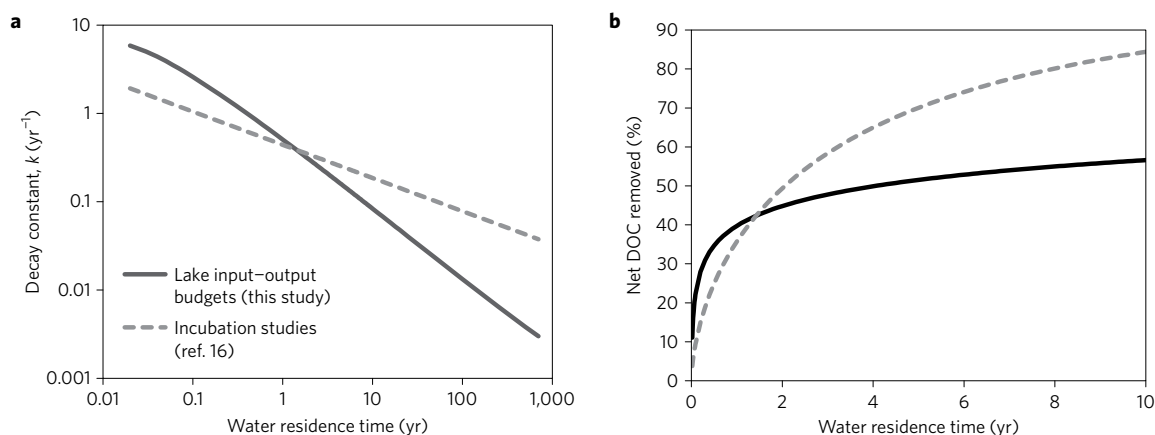 a
10
1
0.1
0.01
0.001
Decay constant, k (yr⁻¹)
Lake input–output
budgets (this study)
Incubation studies
(ref. 16)
0.01
0.1
1
10
100
1,000
Water residence time (yr)
b
90
80
70
60
50
40
30
20
10
0
Net DOC removed (%)
0
2
4
6
8
10
Water residence time (yr)